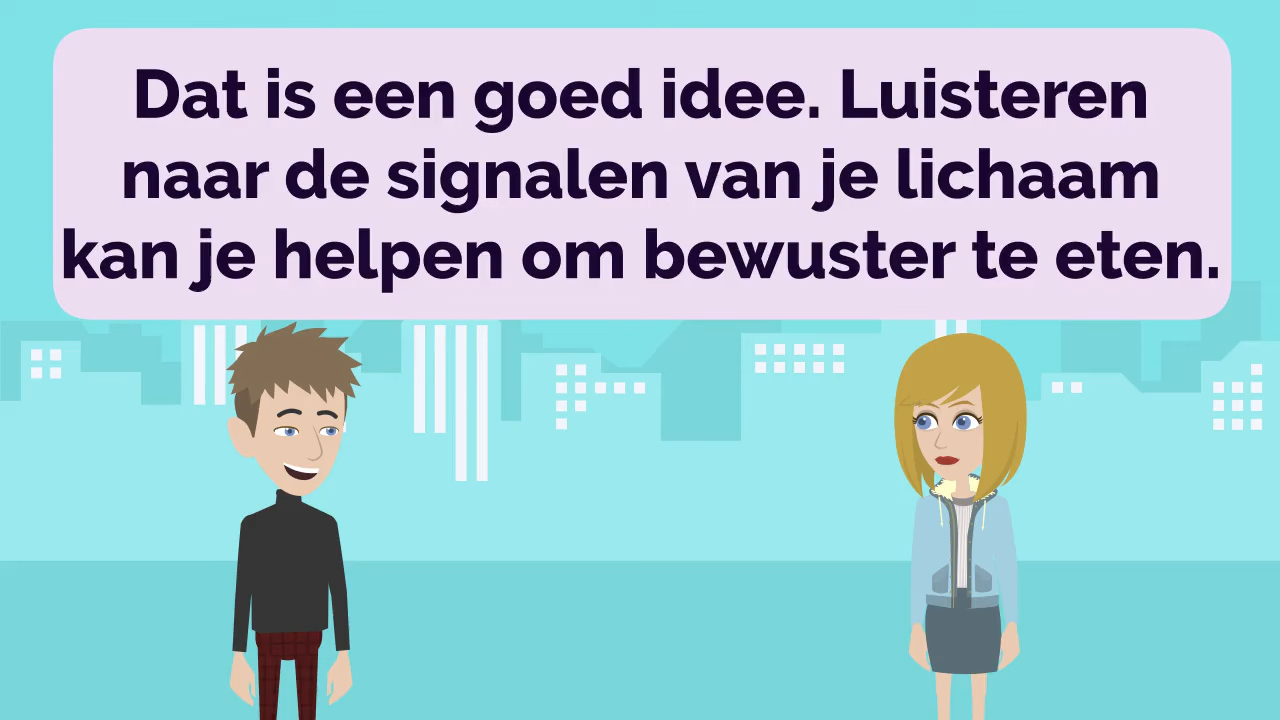 Dat is een goed idee. Luisteren
naar de signalen van je lichaam
kan je helpen om bewuster te eten.